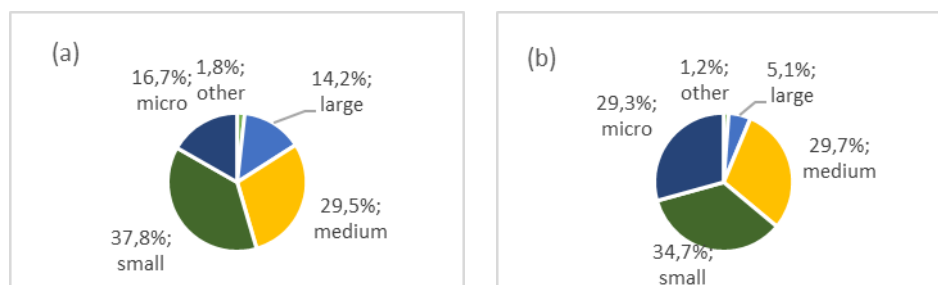 (a)
1,8%;
other
14,2%;
large
16,7%;
micro
29,5%;
medium
37,8%;
small
(b)
1,2%;
other
5,1%;
large
29,3%;
micro
29,7%;
medium
34,7%;
small